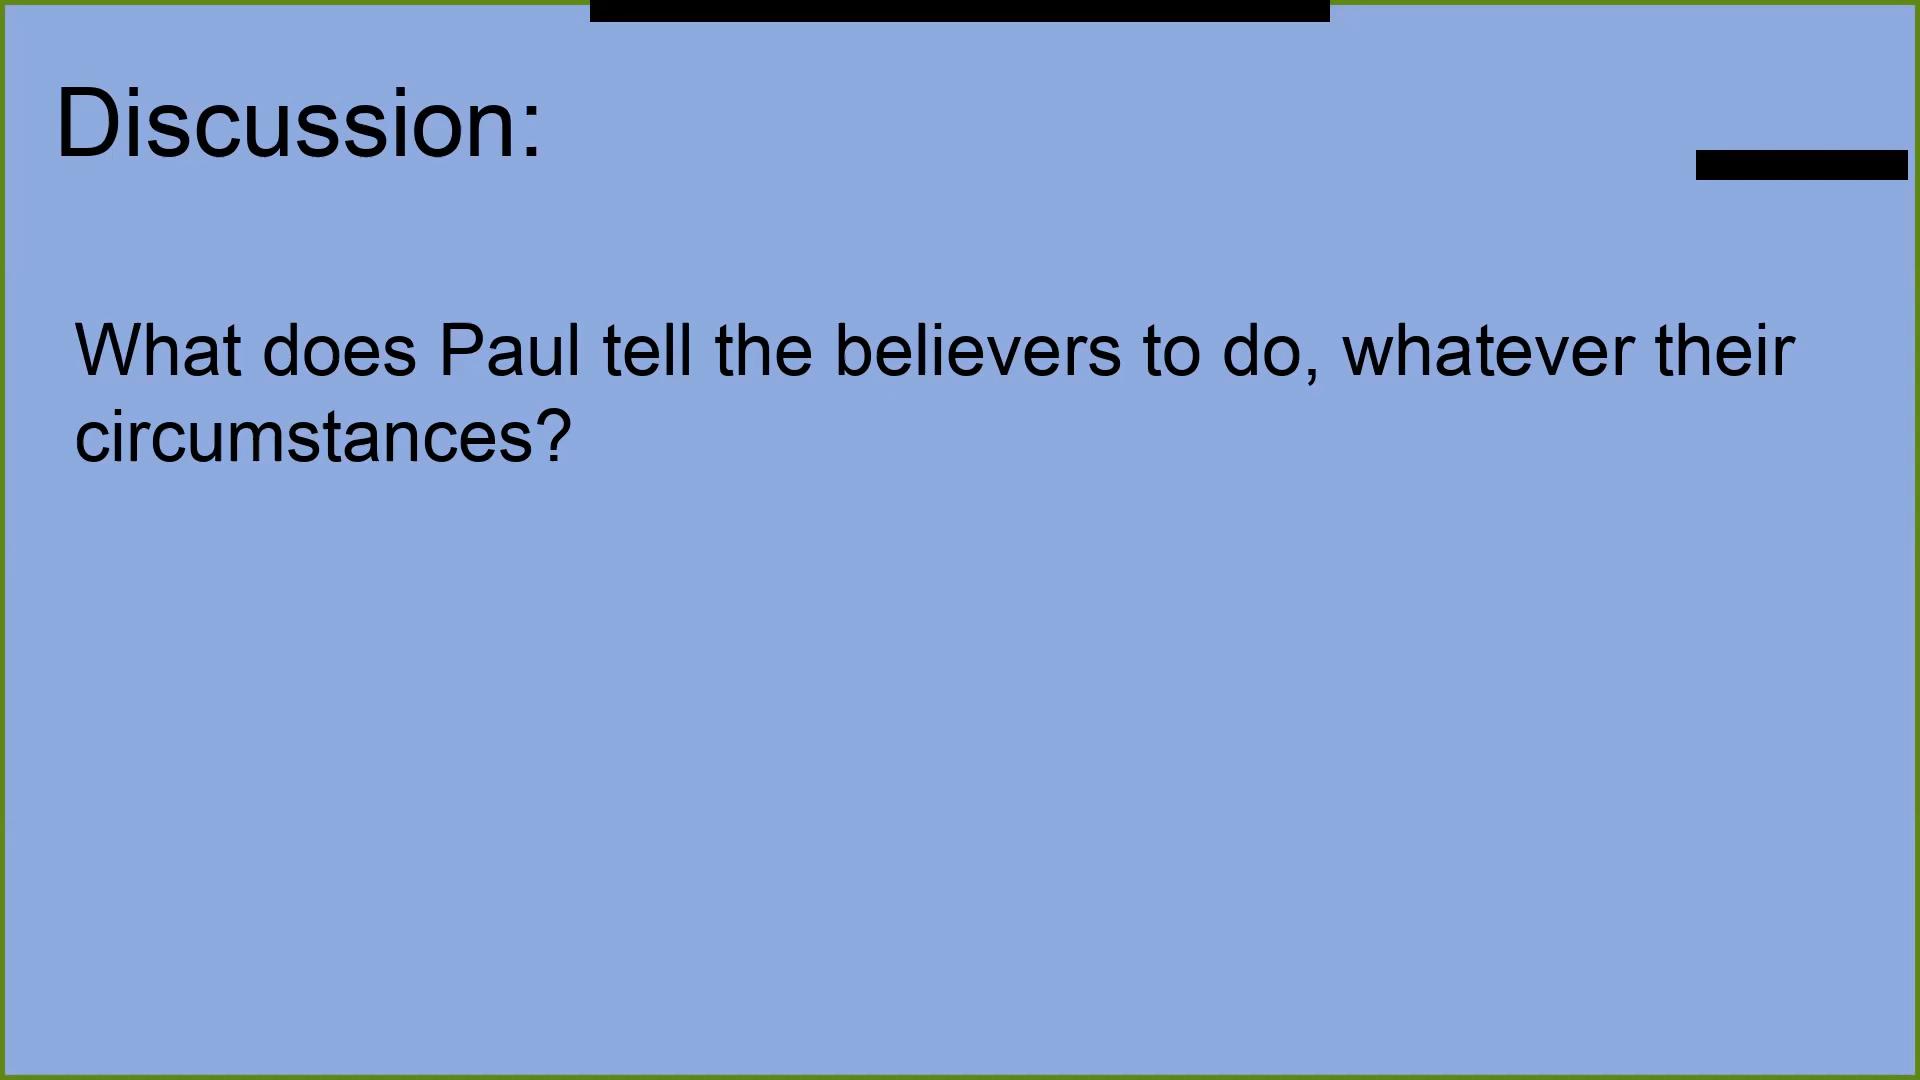 Discussion:
What does Paul tell the believers to do, whatever their
circumstances?